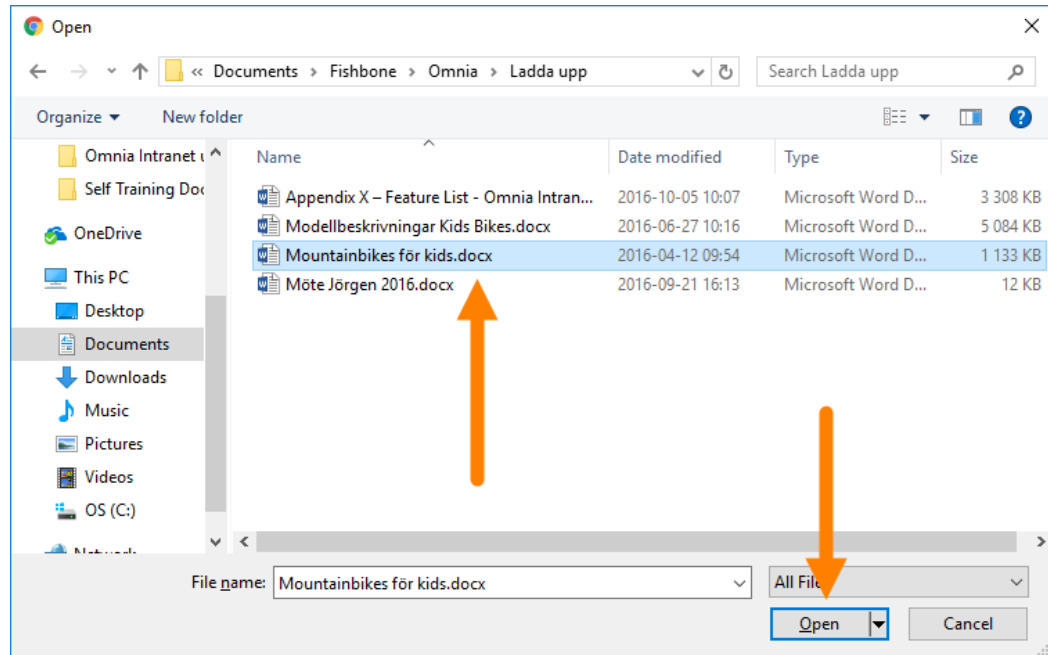 Open
« Documents › Fishbone › Omnia › Ladda upp
Search Ladda upp
Organize
New folder
Omnia Intranet
Self Training Doc
OneDrive
This PC
Desktop
Documents
Downloads
Music
Pictures
Videos
OS (C:)
Name Date modified Type Size
Appendix X – Feature List - Omnia Intran... 2016-10-05 10:07 Microsoft Word D... 3 308 KB
Modellbeskrivningar Kids Bikes.docx 2016-06-27 10:16 Microsoft Word D... 5 084 KB
Mountainbikes för kids.docx 2016-04-12 09:54 Microsoft Word D... 1 133 KB
Möte Jörgen 2016.docx 2016-09-21 16:13 Microsoft Word D... 12 KB
File name: Mountainbikes för kids.docx
All
Open
Cancel